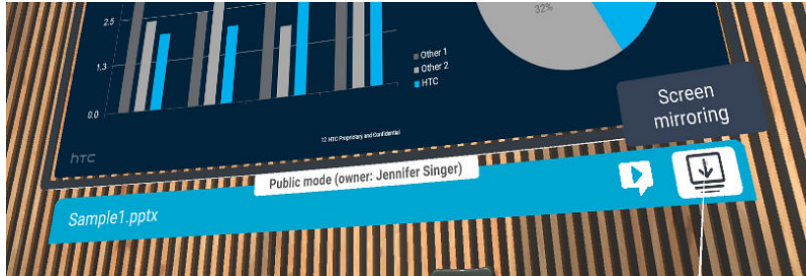 2.5
1.3
0.0
32%
Other 1
Other 2
HTC
12 HTC Proprietary and Confidential
hTC
Screen
mirroring
Public mode (owner: Jennifer Singer)
Sample1.pptx